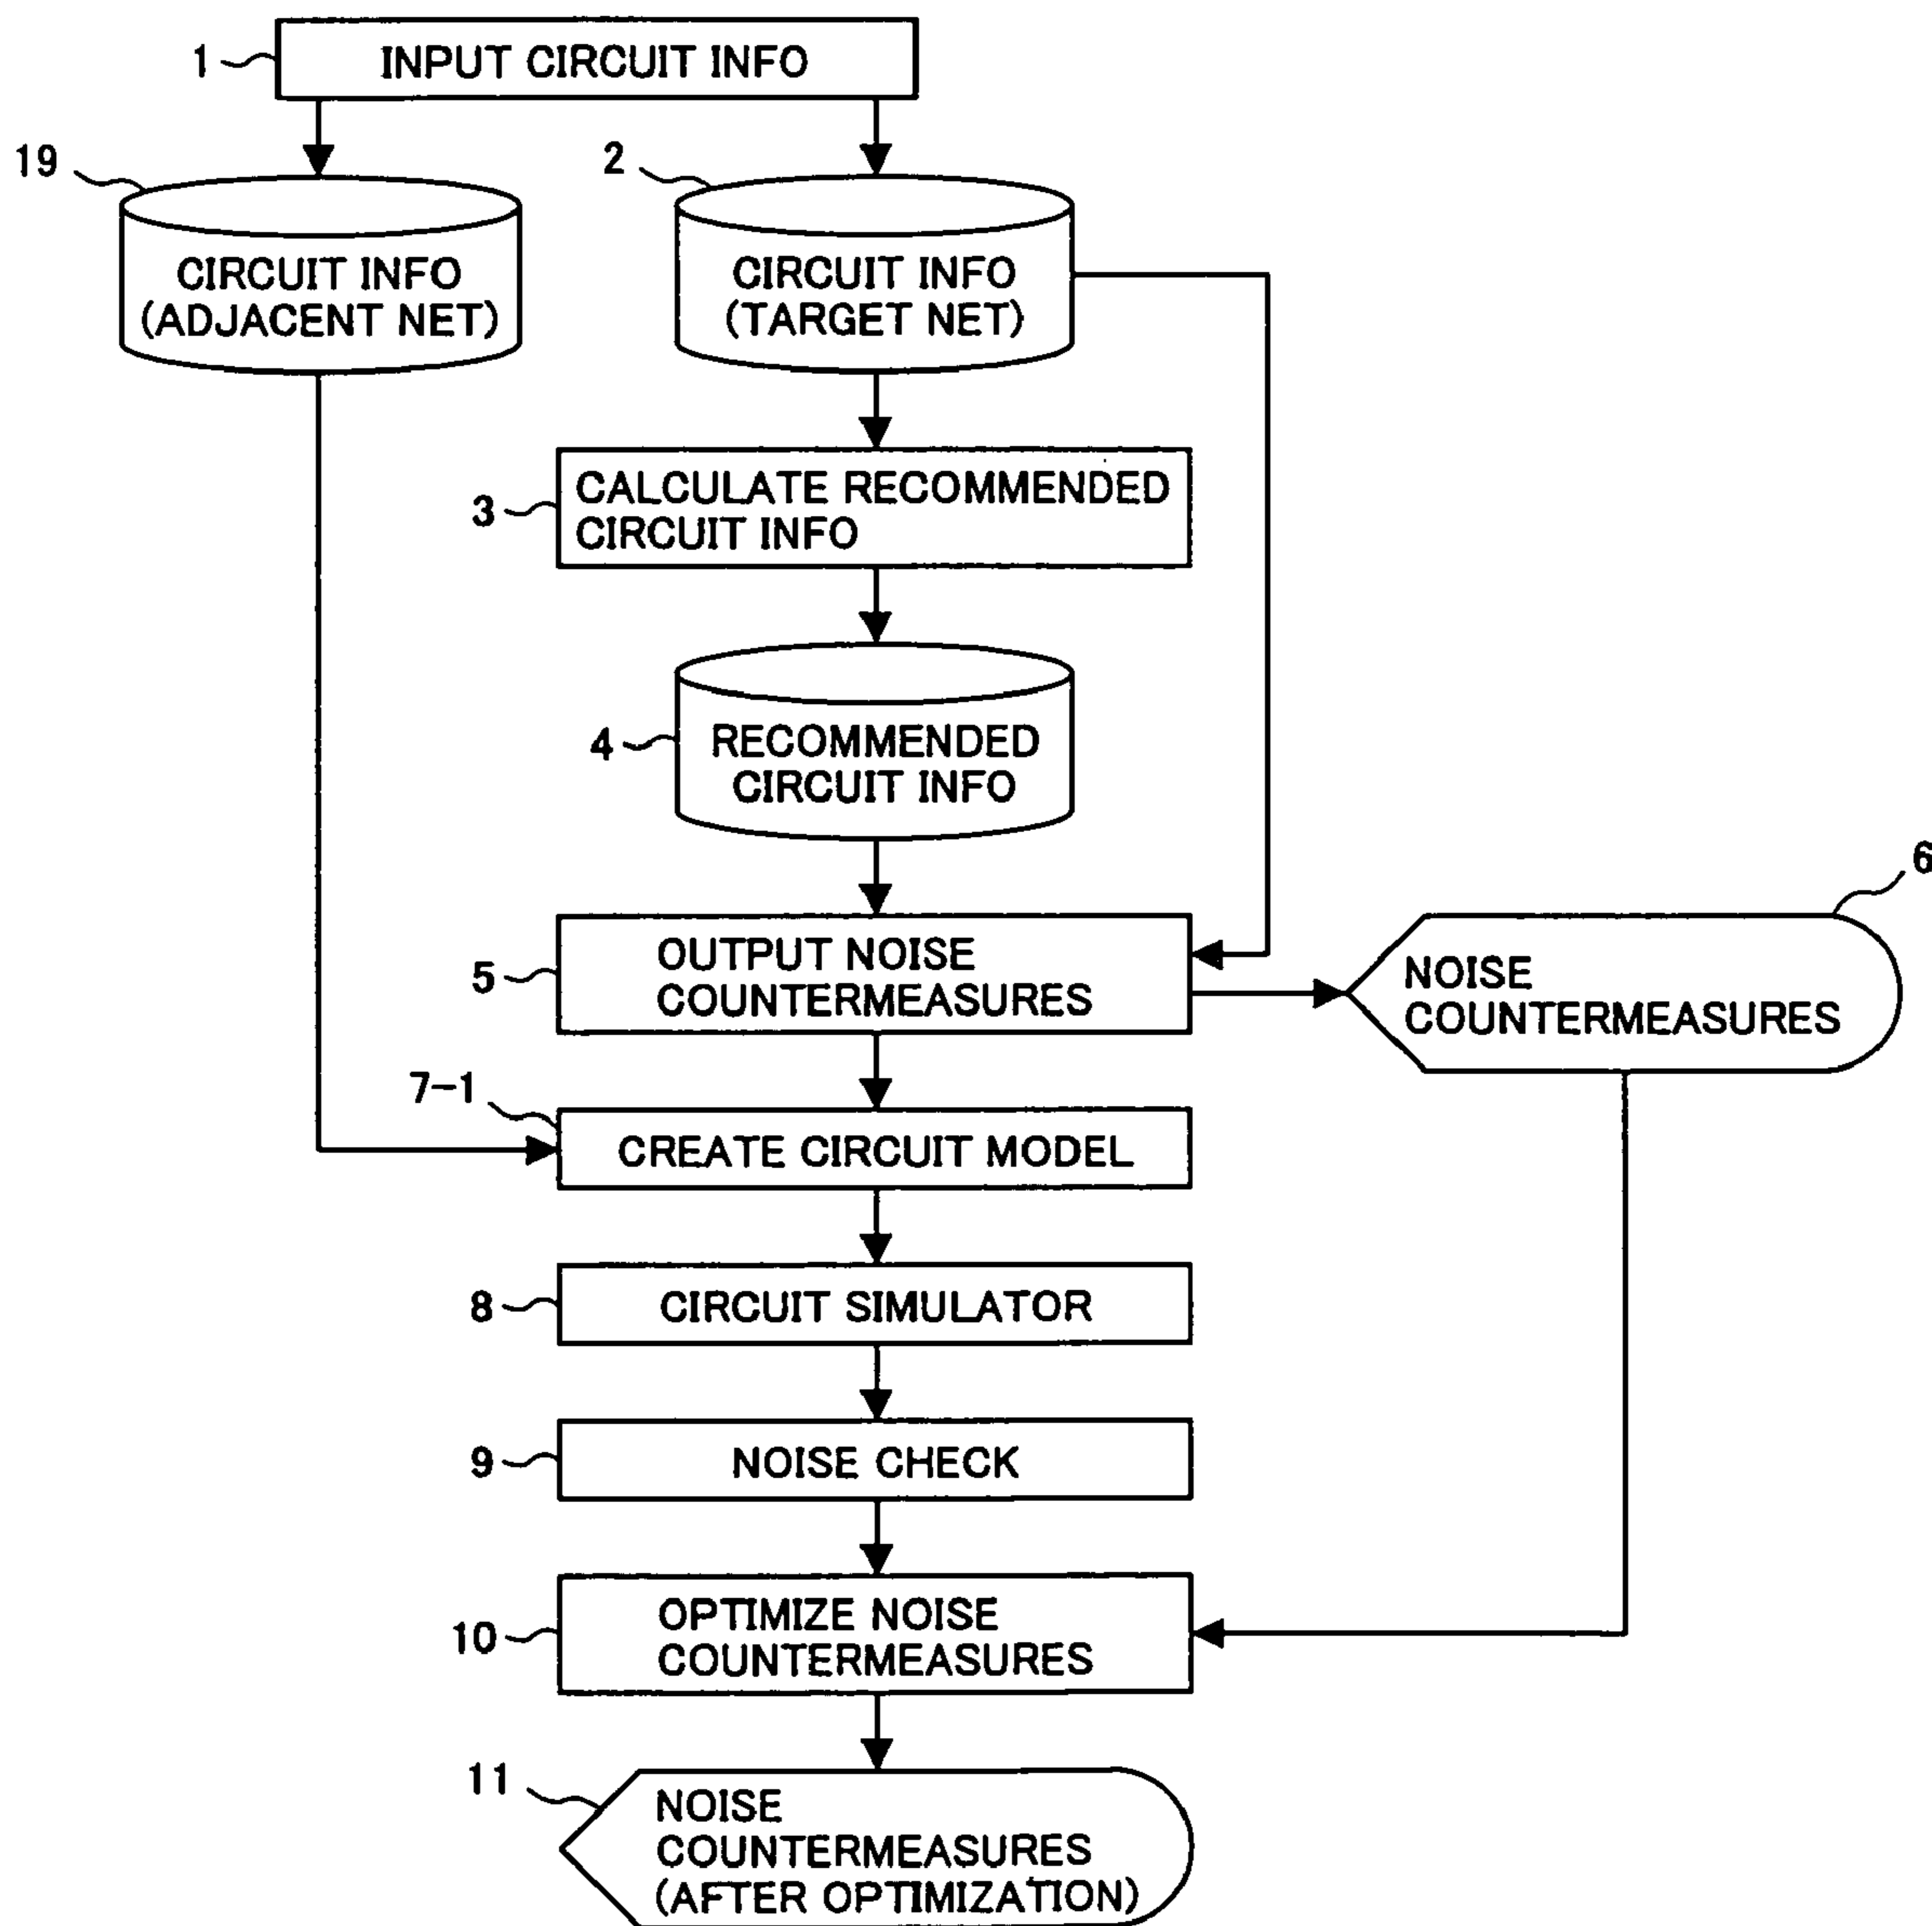 1
INPUT CIRCUIT INFO
19
2
CIRCUIT INFO
(ADJACENT NET)
CIRCUIT INFO
(TARGET NET)
3
CALCULATE RECOMMENDED
CIRCUIT INFO
4
RECOMMENDED
CIRCUIT INFO
5
OUTPUT NOISE
COUNTERMEASURES
6
NOISE
COUNTERMEASURES
7-1
CREATE CIRCUIT MODEL
8
CIRCUIT SIMULATOR
9
NOISE CHECK
10
OPTIMIZE NOISE
COUNTERMEASURES
11
NOISE
COUNTERMEASURES
(AFTER OPTIMIZATION)